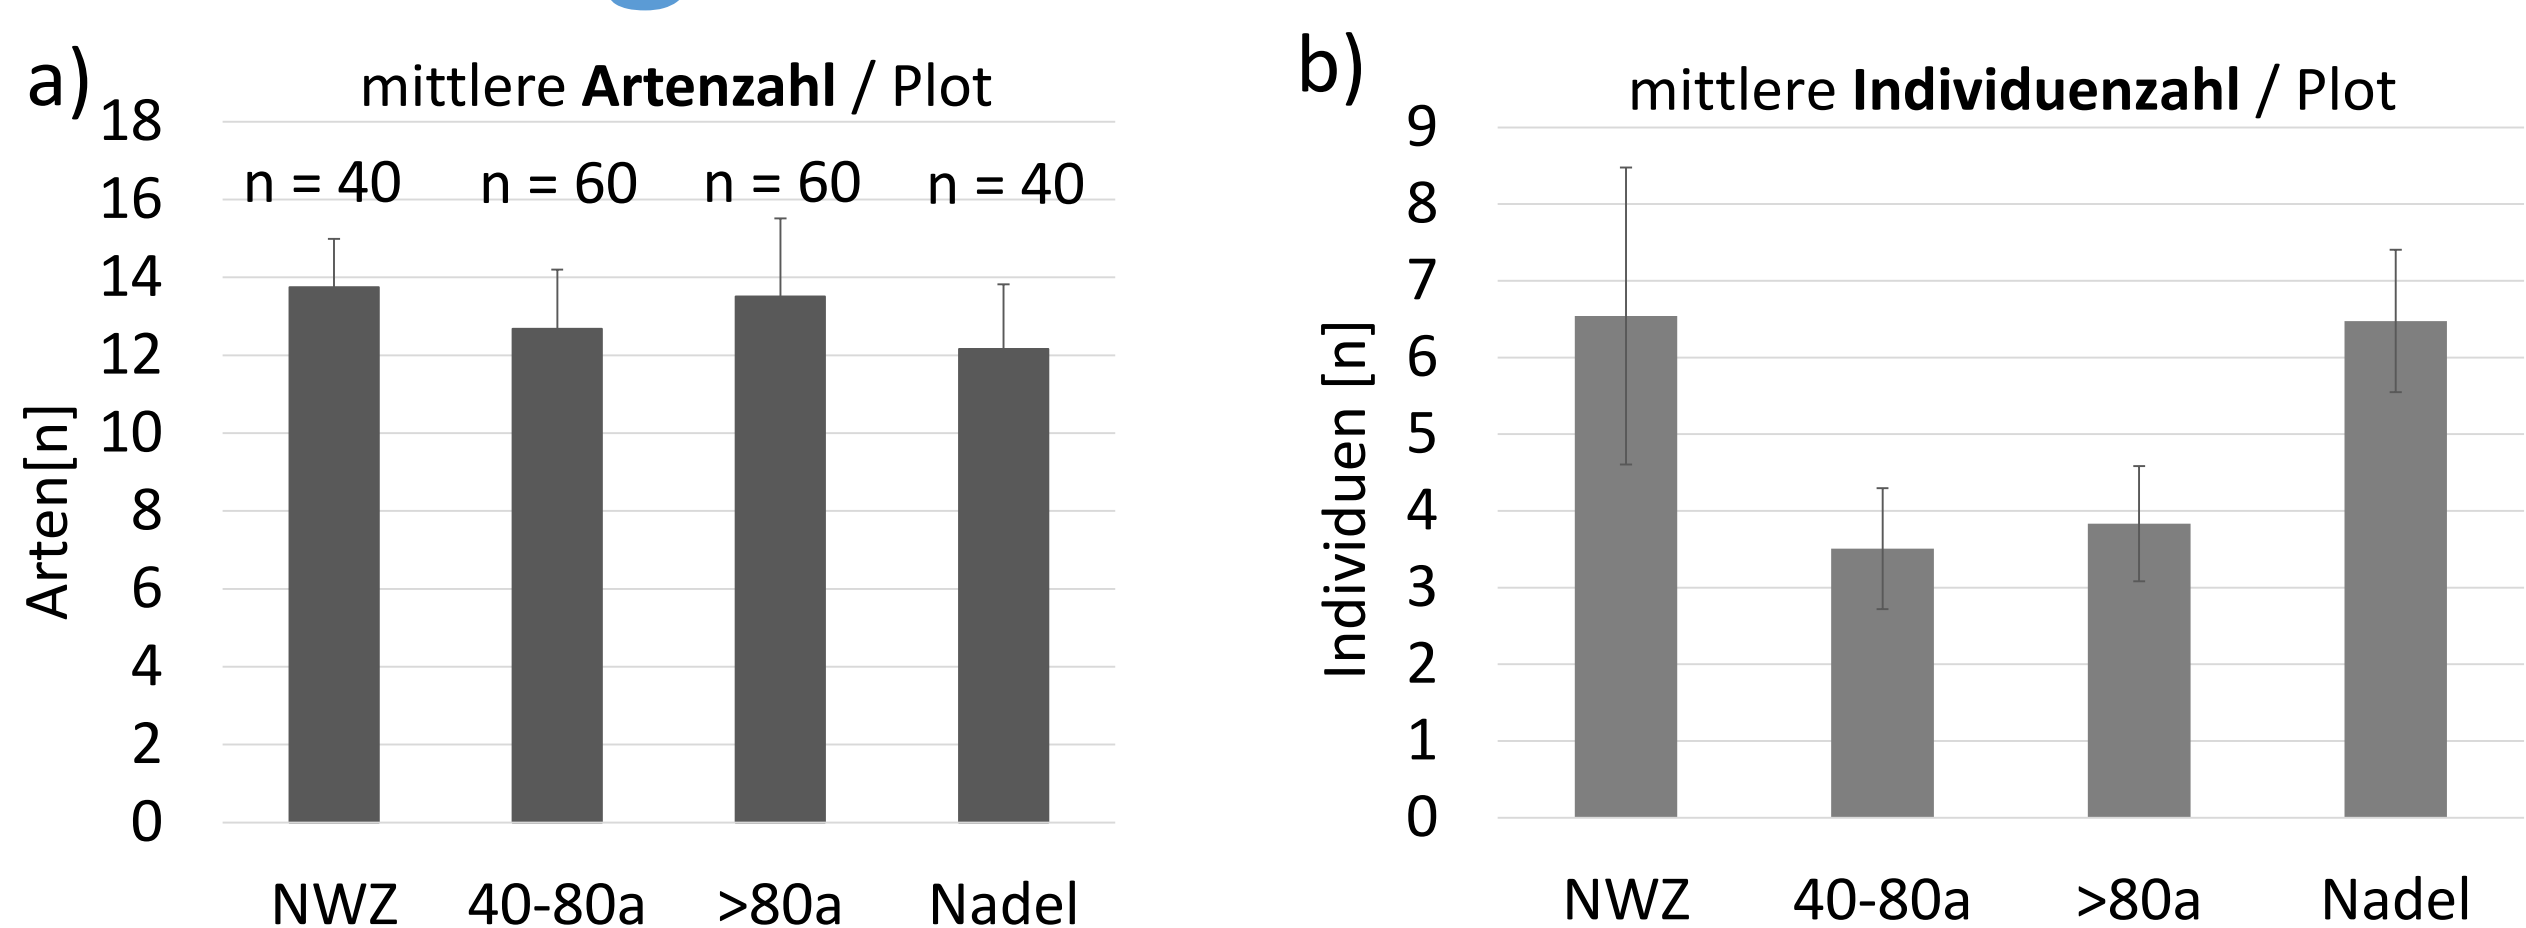 a)
mittlere Artenzahl / Plot
18
n = 40 n = 60 n = 60 n = 40
16
14
12
10
8
6
4
2
0
Arten[n]
NWZ 40-80a >80a Nadel
b)
mittlere Individuenzahl / Plot
9
8
7
6
5
4
3
2
1
0
Individuen [n]
NWZ 40-80a >80a Nadel